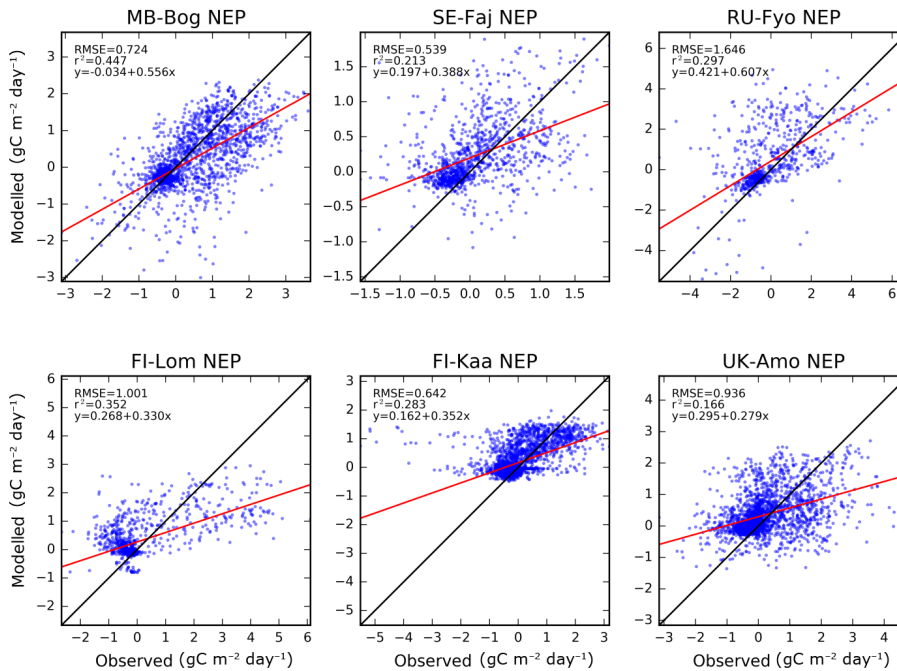 MB-Bog NEP
RMSE=0.724
r²=0.447
y=-0.034+0.556x
3
2
1
0
−1
−2
−3
−3 −2 −1 0 1 2 3
Modelled (gC m⁻² day⁻¹)
SE-Faj NEP
RMSE=0.539
r²=0.213
y=0.197+0.388x
1.5
1.0
0.5
0.0
−0.5
−1.0
−1.5
−1.5 −1.0 −0.5 0.0 0.5 1.0 1.5
RU-Fyo NEP
RMSE=1.646
r²=0.297
y=0.421+0.607x
6
4
2
0
−2
−4
−4 −2 0 2 4 6
FI-Lom NEP
RMSE=1.001
r²=0.352
y=0.268+0.330x
6
5
4
3
2
1
0
−1
−2
−2 −1 0 1 2 3 4 5 6
Modelled (gC m⁻² day⁻¹)
Observed (gC m⁻² day⁻¹)
FI-Kaa NEP
RMSE=0.642
r²=0.283
y=0.162+0.352x
3
2
1
0
−1
−2
−3
−4
−5
−5 −4 −3 −2 −1 0 1 2 3
Observed (gC m⁻² day⁻¹)
UK-Amo NEP
RMSE=0.936
r²=0.166
y=0.295+0.279x
4
3
2
1
0
−1
−2
−3
−3 −2 −1 0 1 2 3 4
Observed (gC m⁻² day⁻¹)